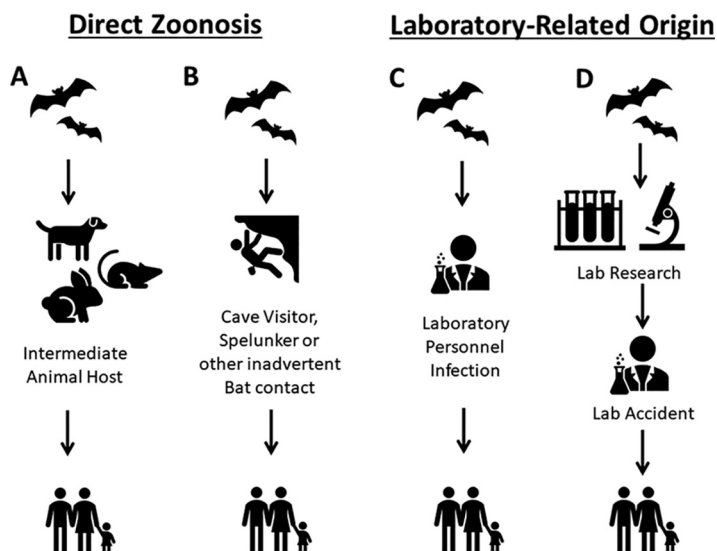 Direct Zoonosis
Laboratory-Related Origin
A
B
C
D
Intermediate
Animal Host
Cave Visitor,
Spelunker or
other inadvertent
Bat contact
Laboratory
Personnel
Infection
Lab Research
Lab Accident